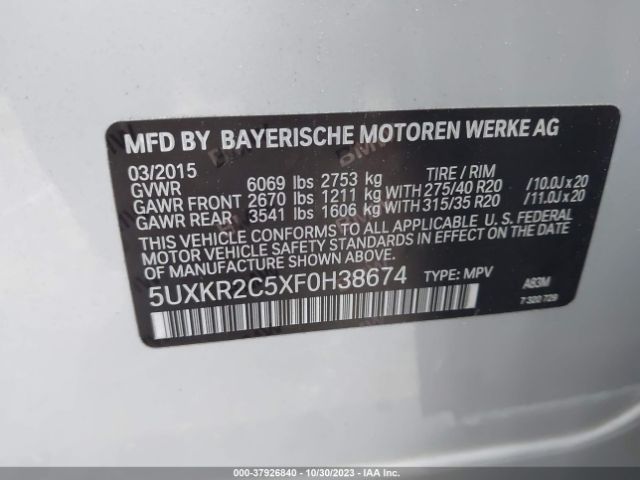 MFD BY BAYERISCHE MOTOREN WERKE AG
03/2015 TIRE / RIM
GVWR 6069 lbs 2753 kg
GAWR FRONT 2670 lbs 1211 kg WITH 275/40 R20 /10.0J x 20
GAWR REAR 3541 lbs 1606 kg WITH 315/35 R20 /11.0J x 20
THIS VEHICLE CONFORMS TO ALL APPLICABLE U.S. FEDERAL
MOTOR VEHICLE SAFETY STANDARDS IN EFFECT ON THE
DATE OF MANUFACTURE SHOWN ABOVE.
5UXKR2C5XF0H38674 TYPE: MPV A83M
7 300 729
000-37926840 - 10/30/2023 - IAA Inc.